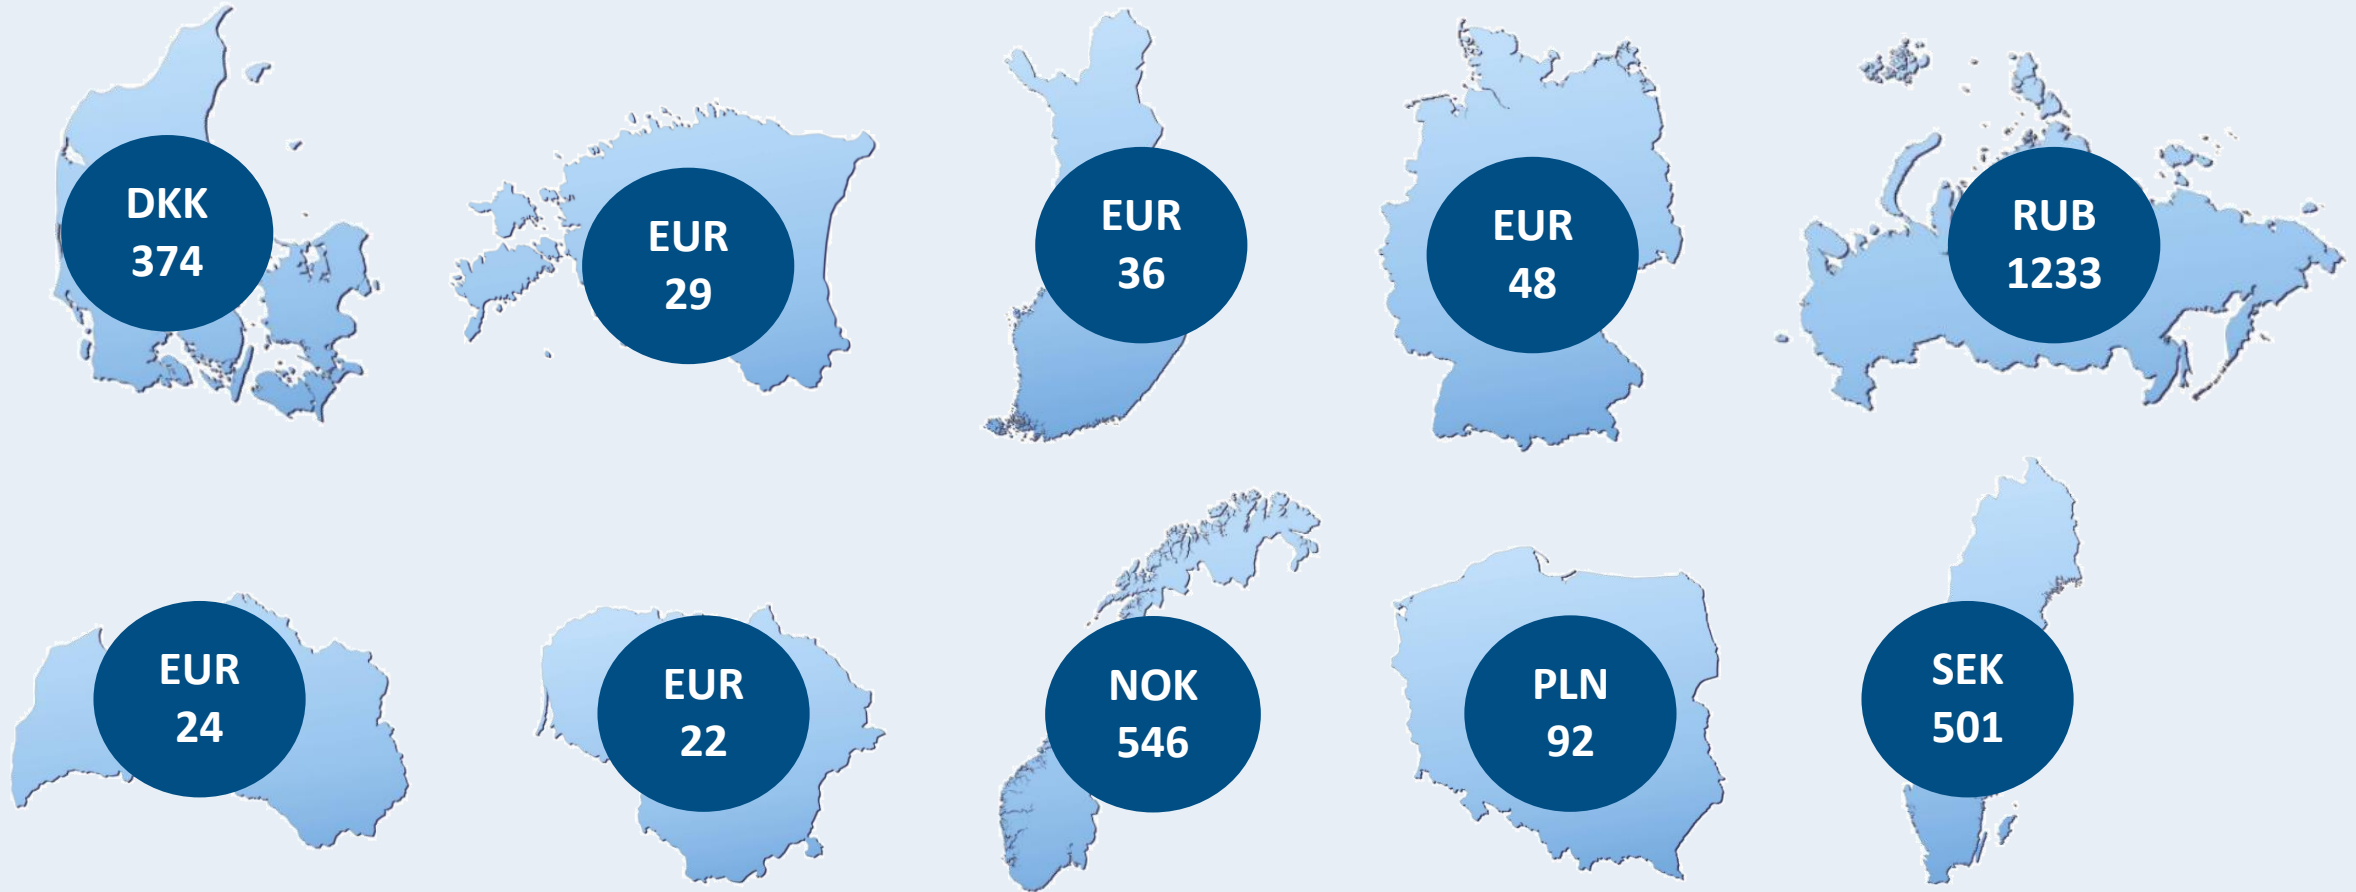 DKK
374
EUR
29
EUR
36
EUR
48
RUB
1233
EUR
24
EUR
22
NOK
546
PLN
92
SEK
501